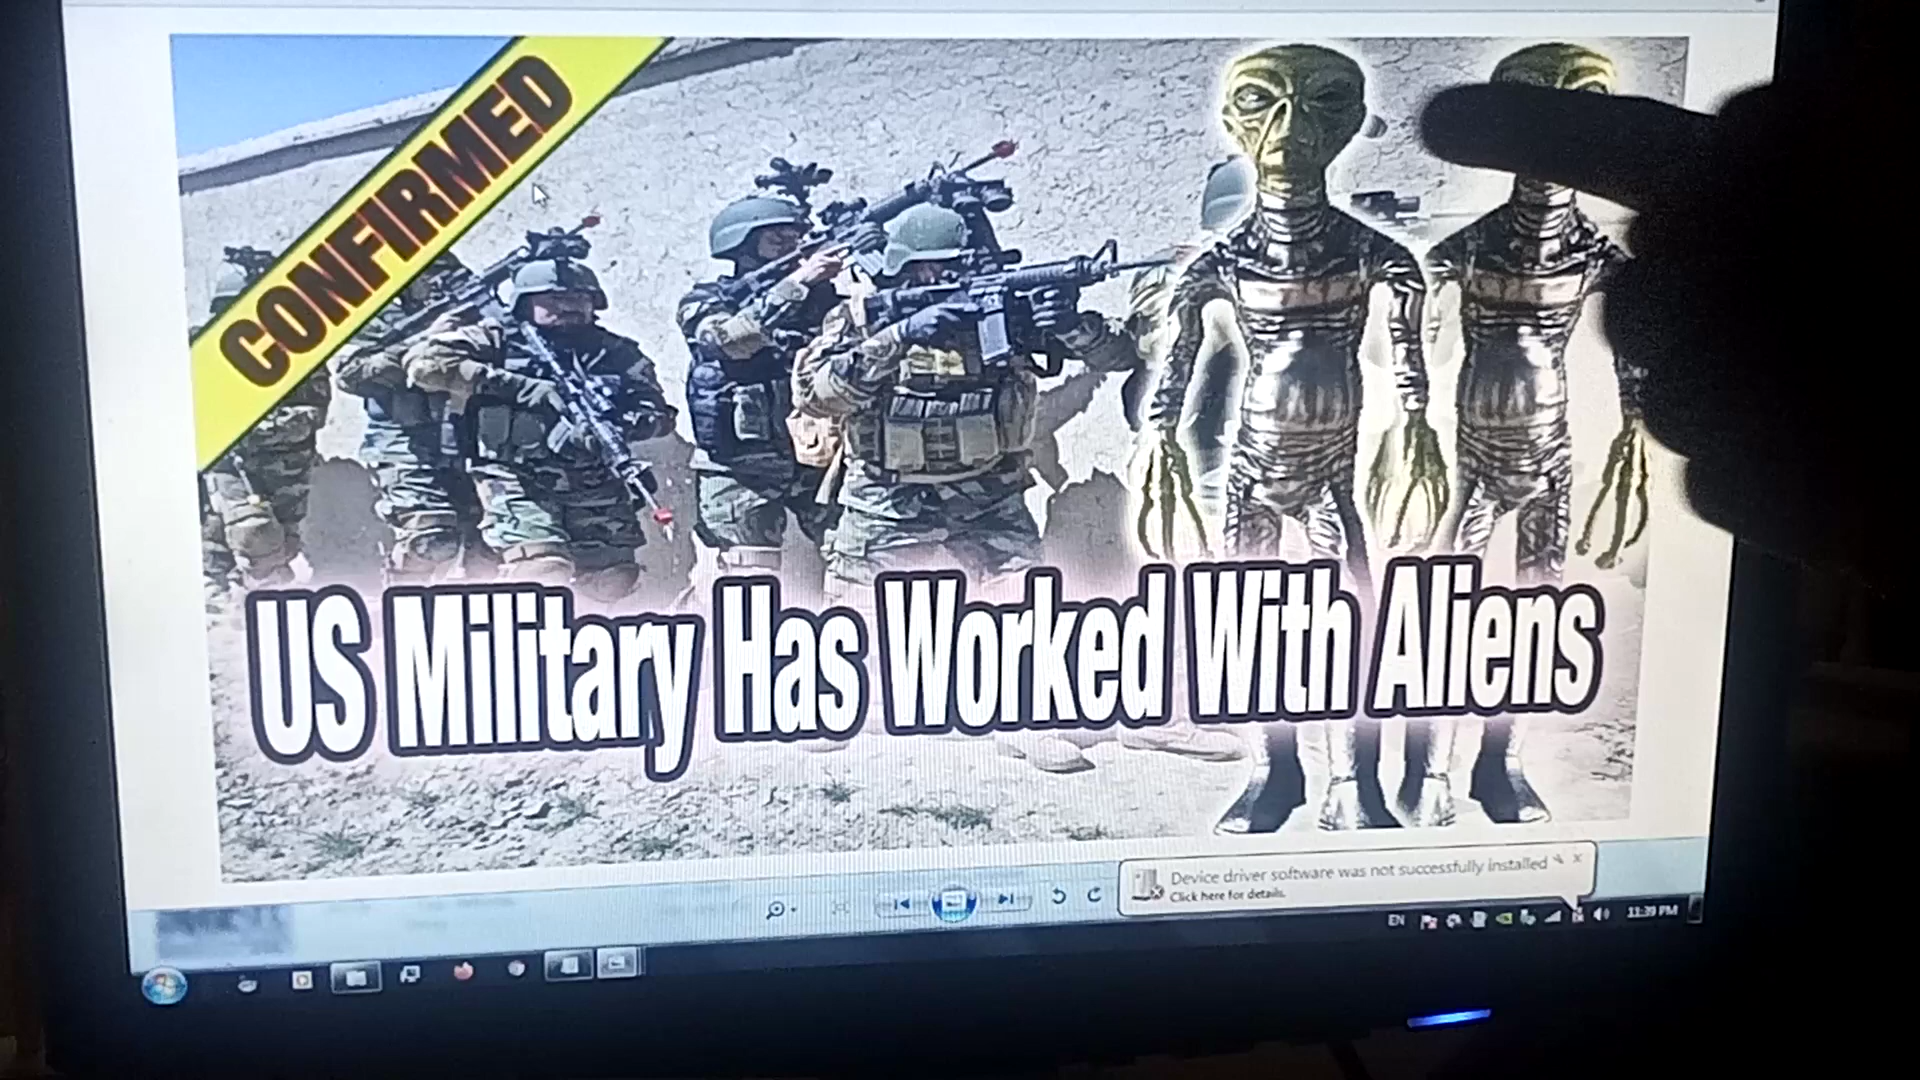 CONFIRMED
US Military Has Worked With Aliens
Device driver software was not successfully installed
Click here for details.
EN
11:39 PM